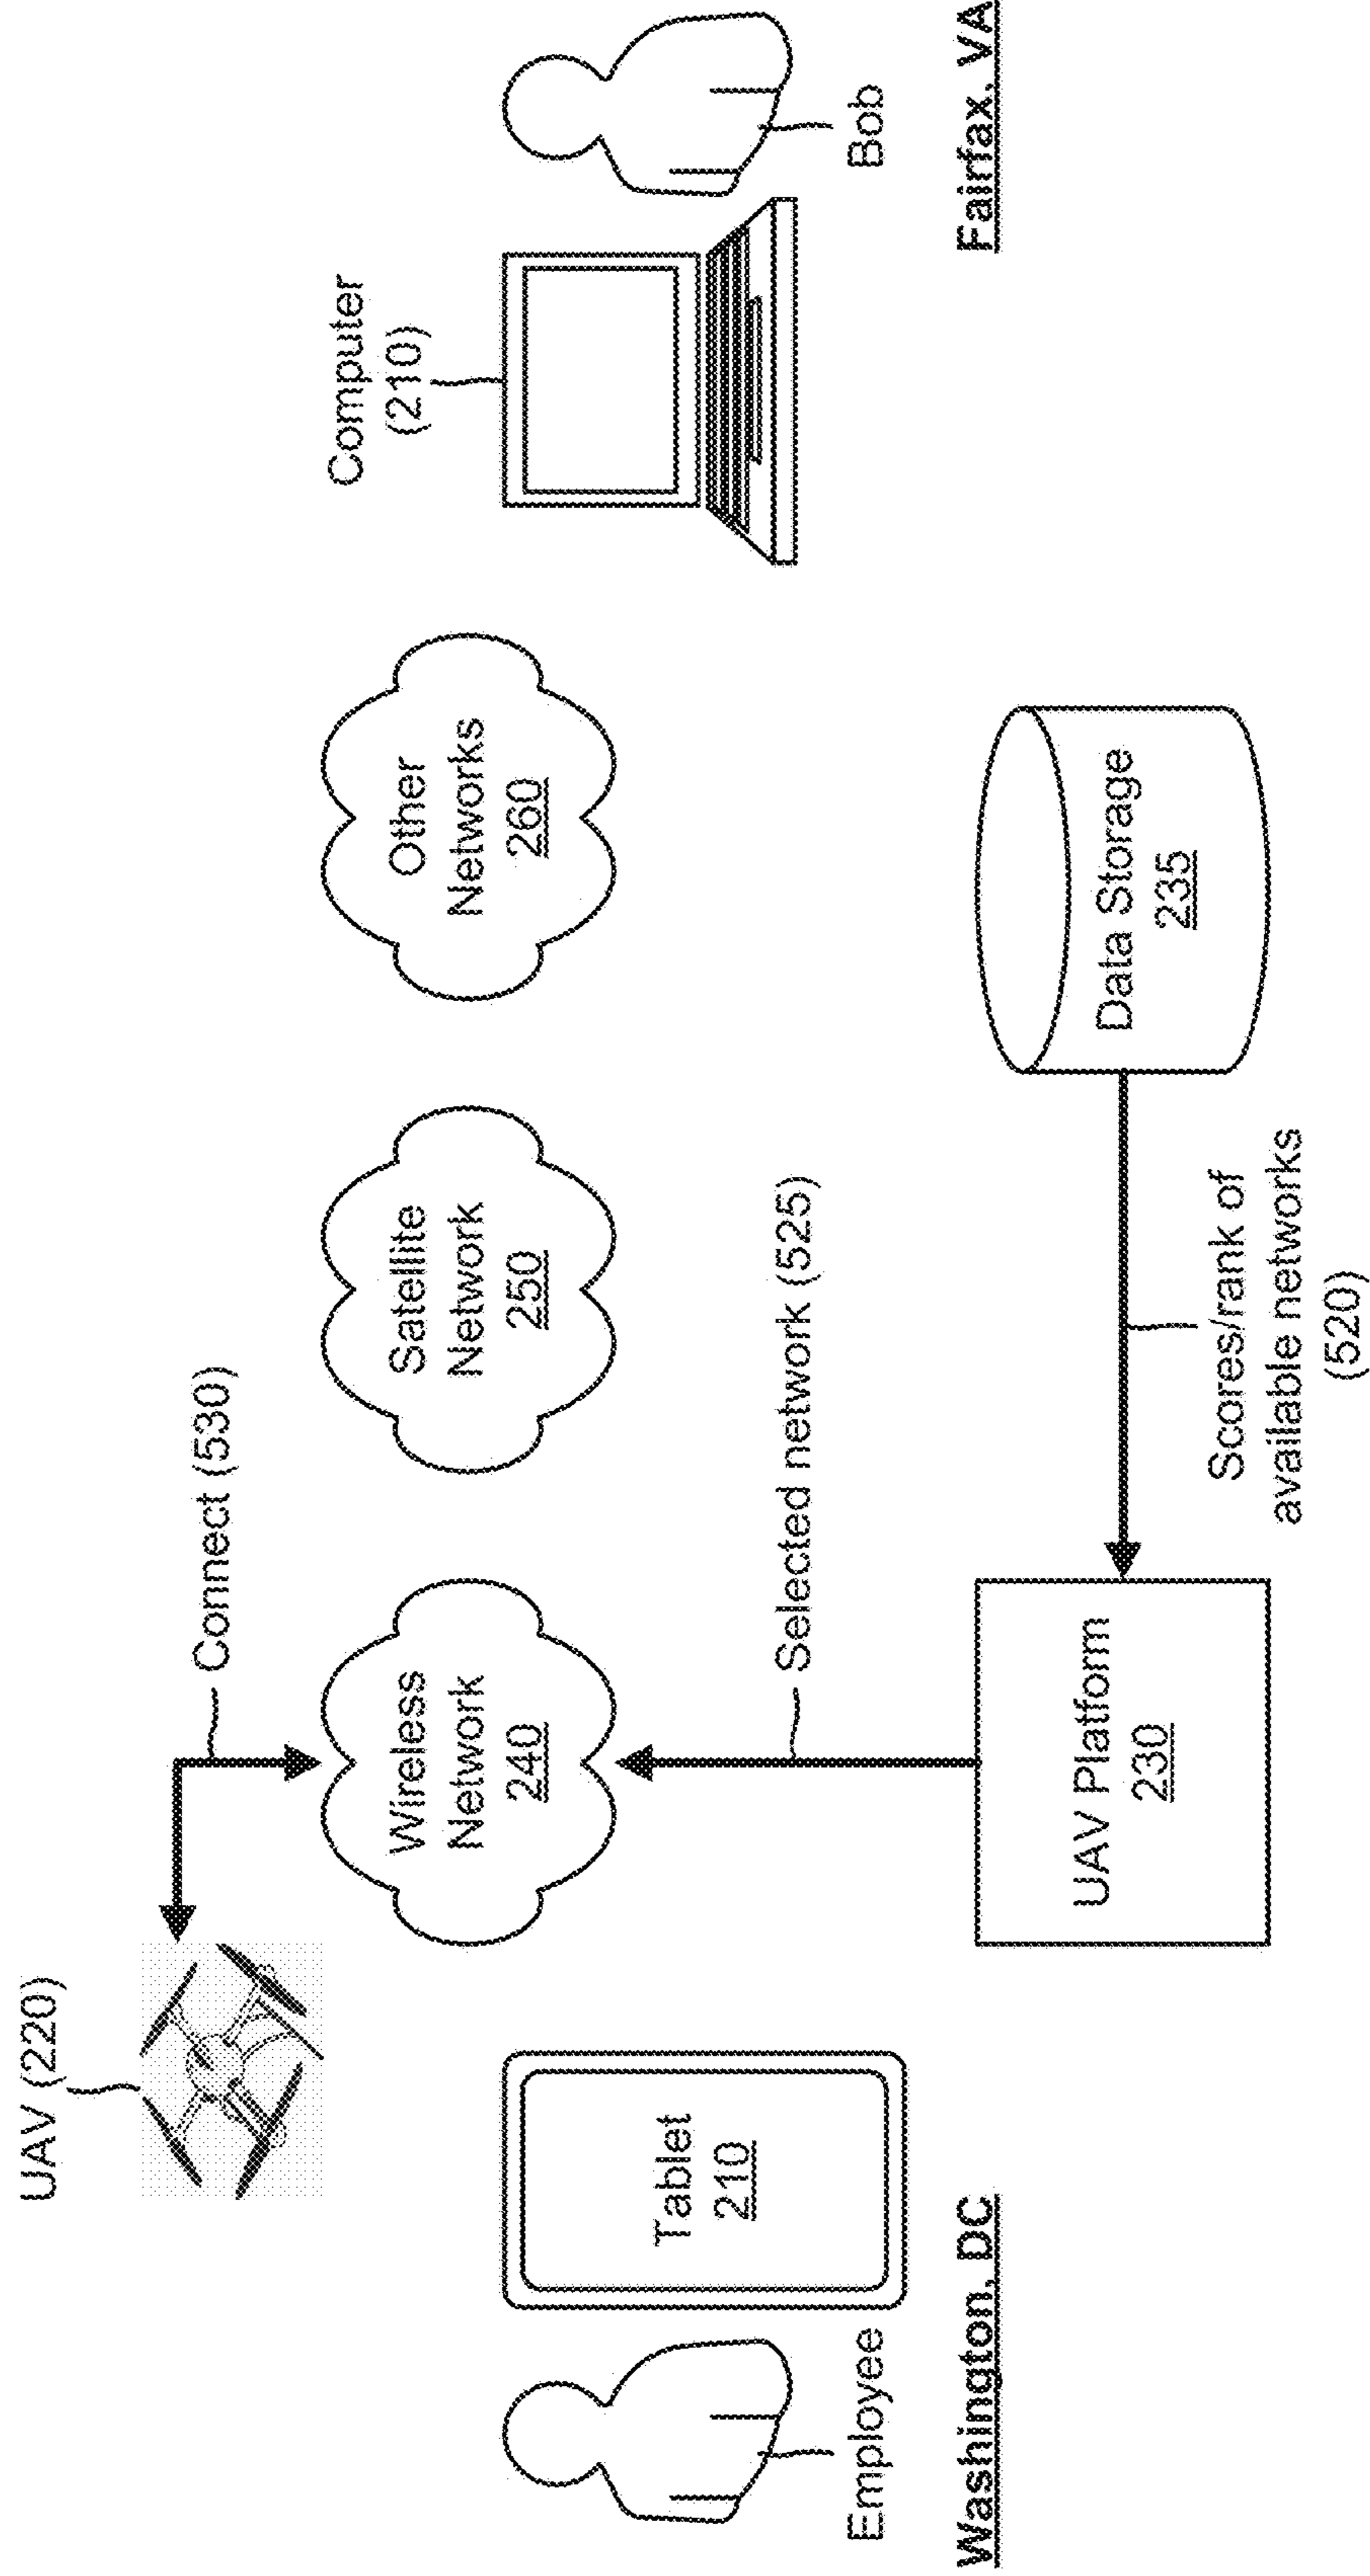 UAV (220)
Connect (530)
Computer
(210)
Wireless
Network
240
Satellite
Network
250
Other
Networks
260
Tablet
210
Selected network (525)
Employee
Bob
Washington, DC
Fairfax, VA
UAV Platform
230
Data Storage
235
Scores/rank of
available networks
(520)